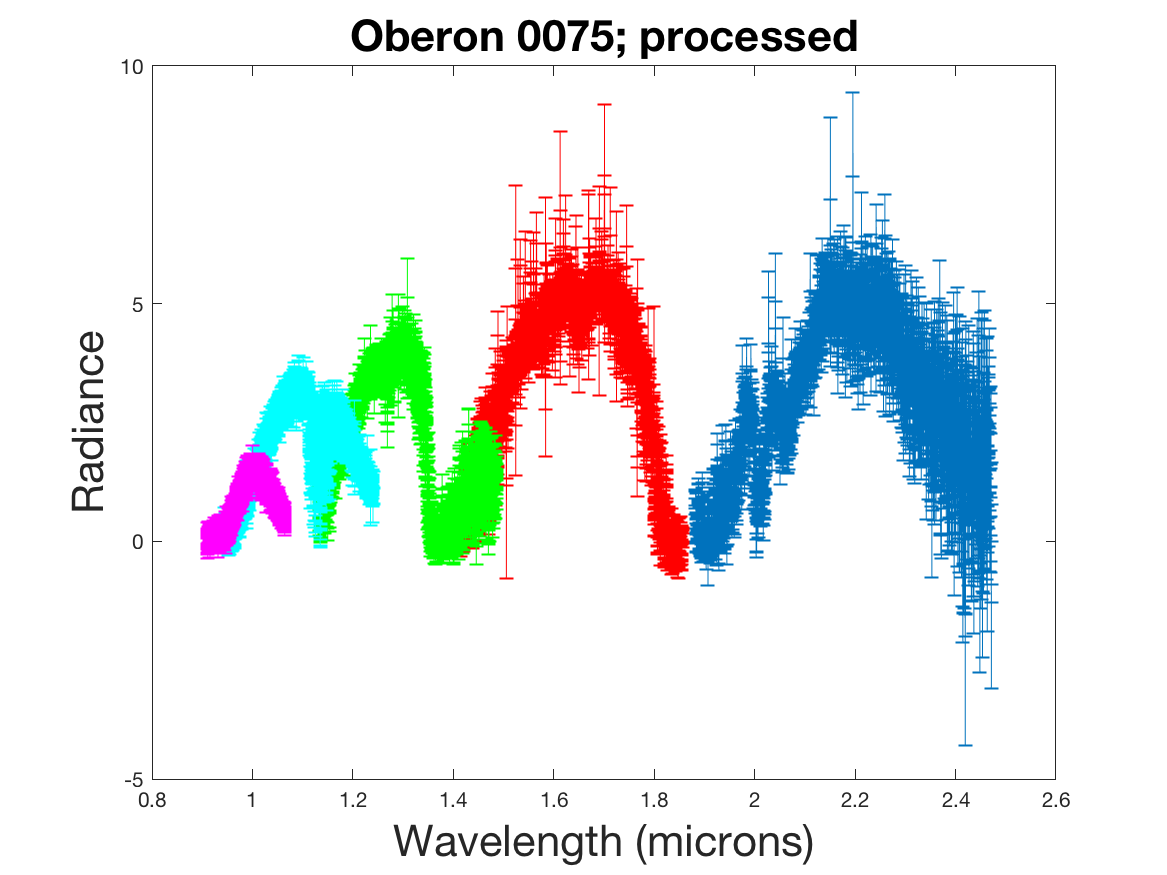 Oberon 0075; processed
10
5
0
-5
Radiance
0.8 1 1.2 1.4 1.6 1.8 2 2.2 2.4 2.6
Wavelength (microns)